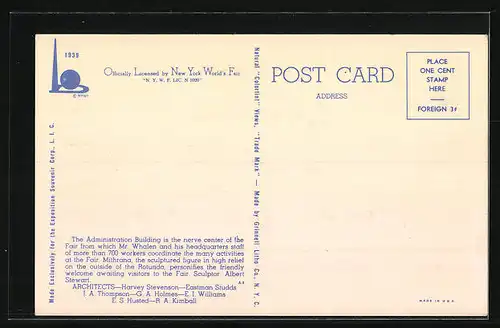 1939
© NYWF
Officially Licensed by New York World's Fair
"N. Y. W. F. LIC. N 1020"
POST CARD
ADDRESS
PLACE
ONE CENT
STAMP
HERE
FOREIGN 3¢
Made Exclusively for the Exposition Souvenir Corp., L. I. C.
Natural "Colortint" Views, "Trade Mark" — Made by Grinnell Litho Co., N. Y. C.
The Administration Building is the nerve center of the
Fair from which Mr. Whalen and his headquarters staff
of more than 700 workers coordinate the many activities
at the Fair. Mithrana, the sculptured figure in high relief
on the outside of the Rotunda, personifies the friendly
welcome awaiting visitors to the Fair. Sculptor Albert
Stewart.
ARCHITECTS—Harvey Stevenson—Eastman Studds
I. A. Thompson—G. A. Holmes—E. I. Williams
E. S. Husted—R. A. Kimball
MADE IN U.S.A.